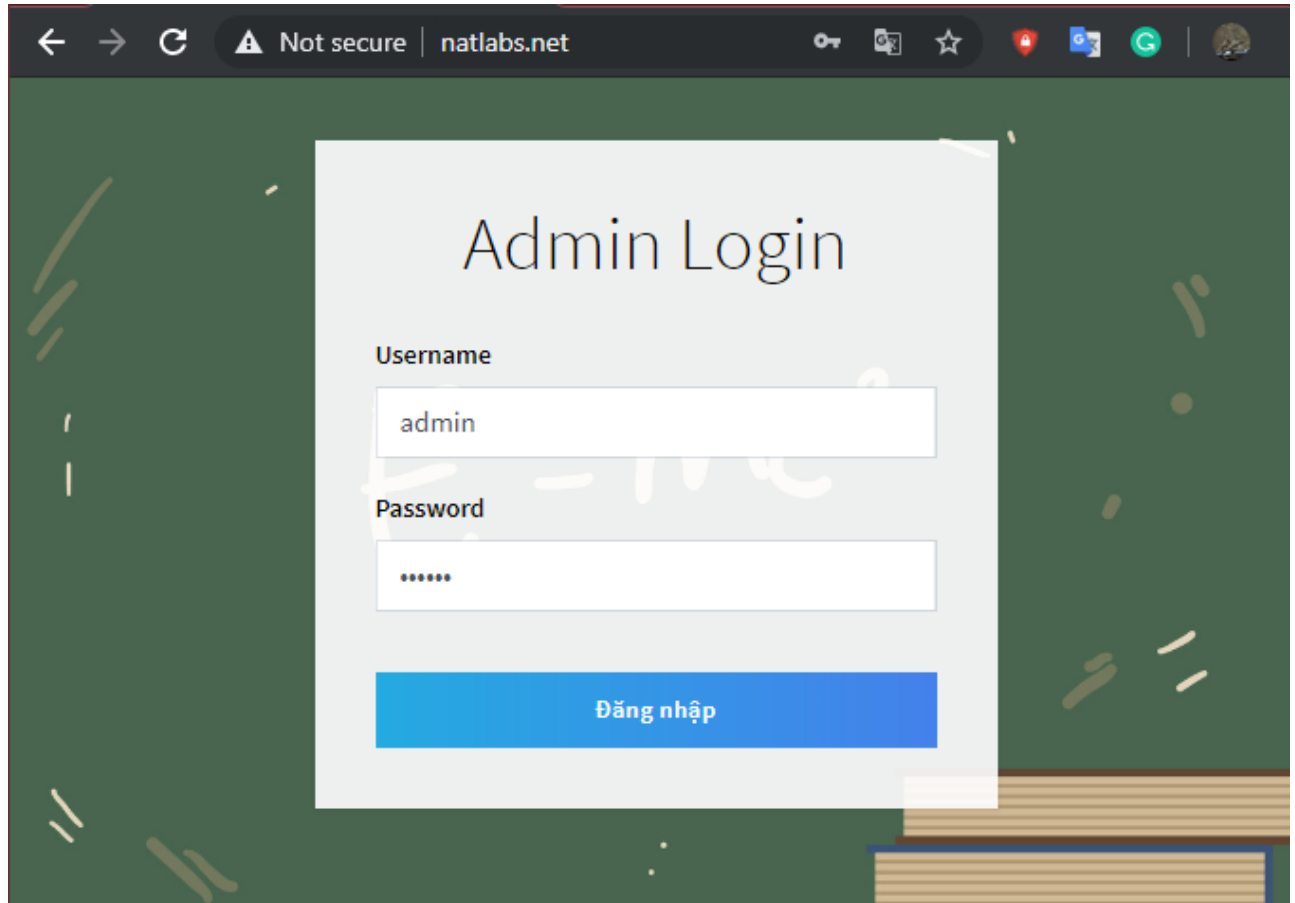 Not secure | natlabs.net
Admin Login
Username
admin
Password
••••••
Đăng nhập